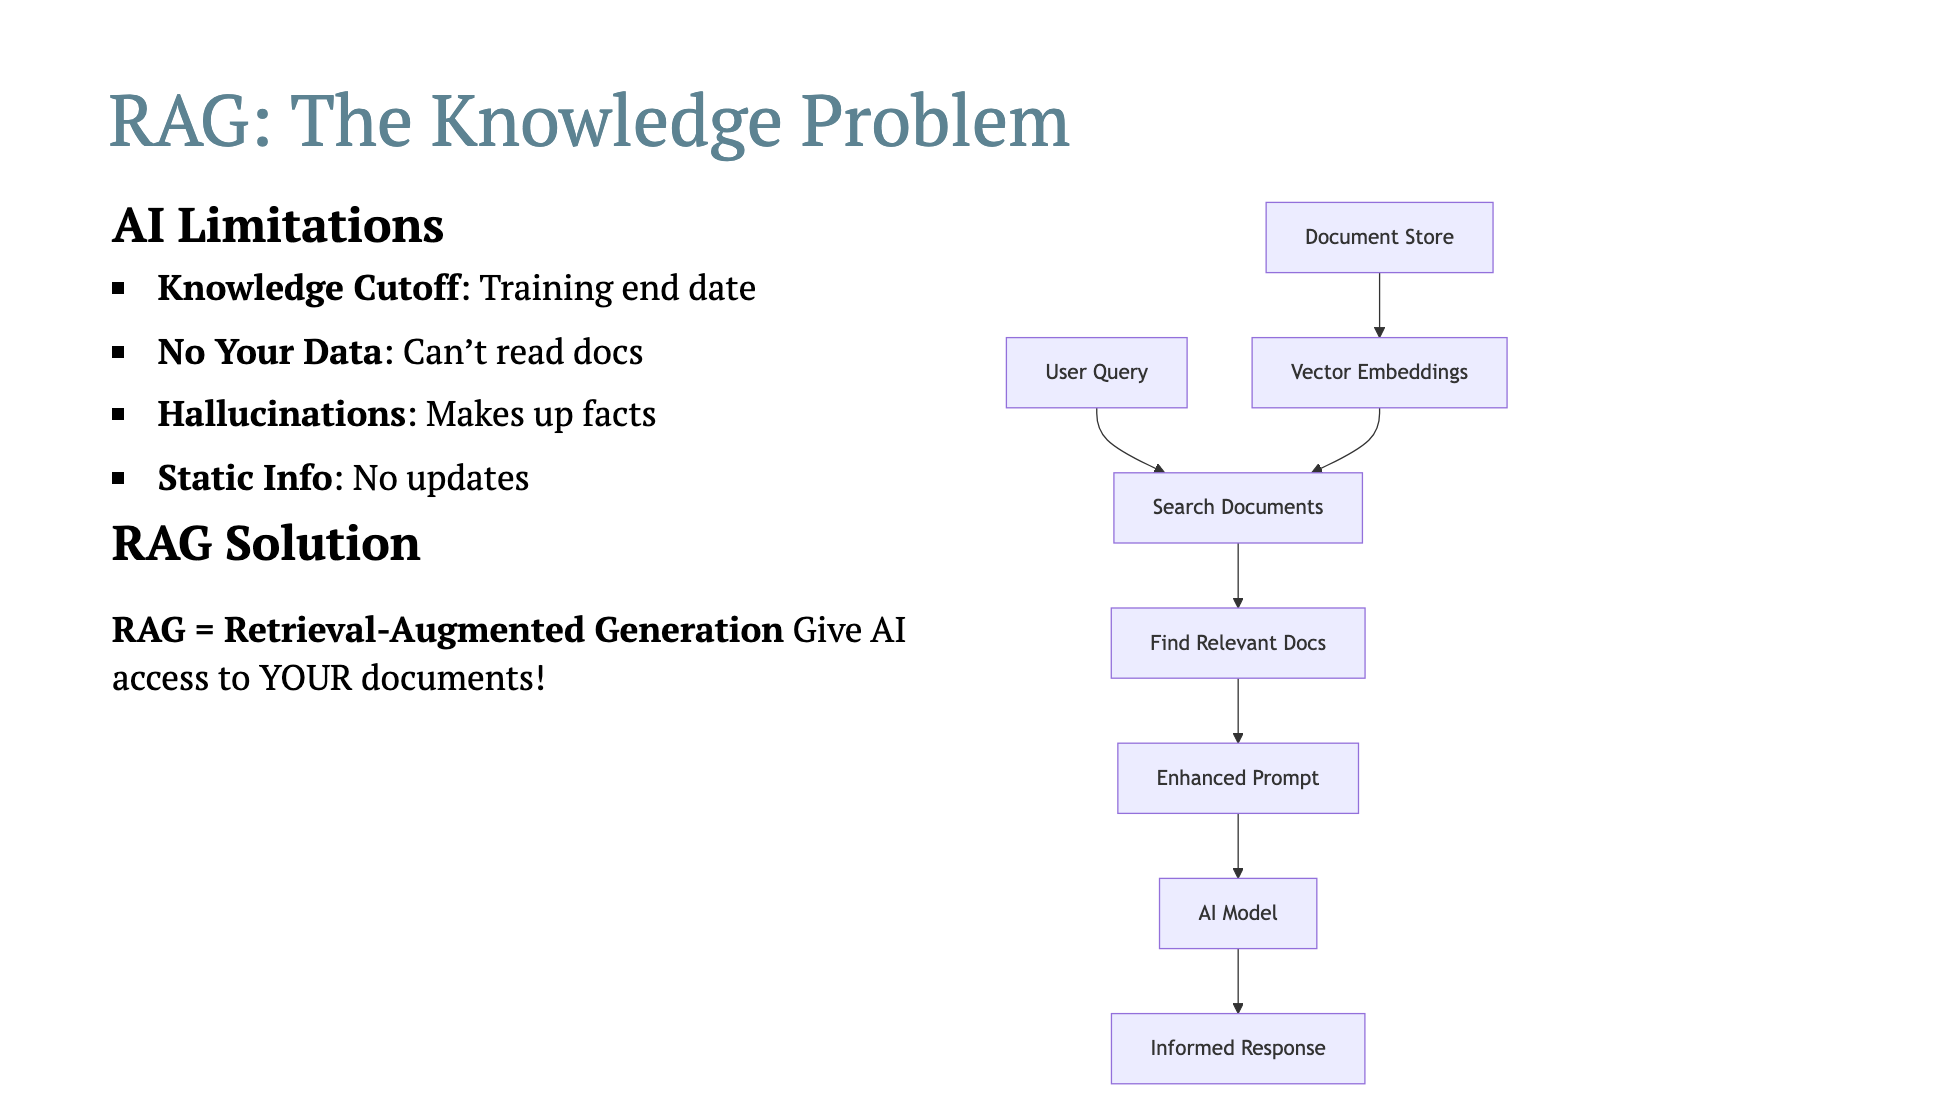 RAG: The Knowledge Problem
AI Limitations
Knowledge Cutoff: Training end date
No Your Data: Can’t read docs
Hallucinations: Makes up facts
Static Info: No updates
RAG Solution
RAG = Retrieval-Augmented Generation Give AI
access to YOUR documents!
Document Store
User Query
Vector Embeddings
Search Documents
Find Relevant Docs
Enhanced Prompt
AI Model
Informed Response